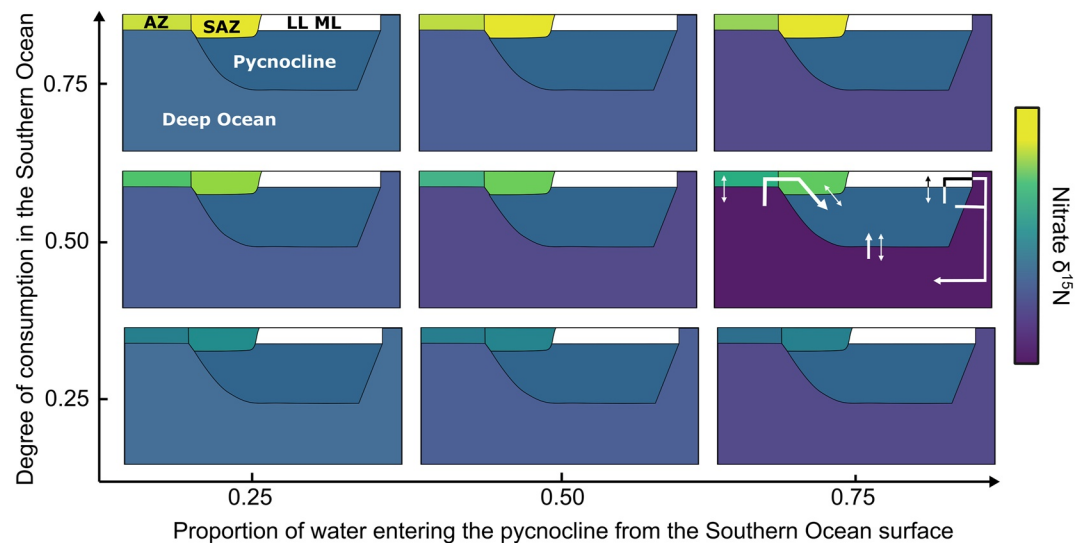 Degree of consumption in the Southern Ocean
0.75
0.50
0.25
AZ SAZ LL ML
Pycnocline
Deep Ocean
Nitrate δ¹⁵N
0.25 0.50 0.75
Proportion of water entering the pycnocline from the Southern Ocean surface